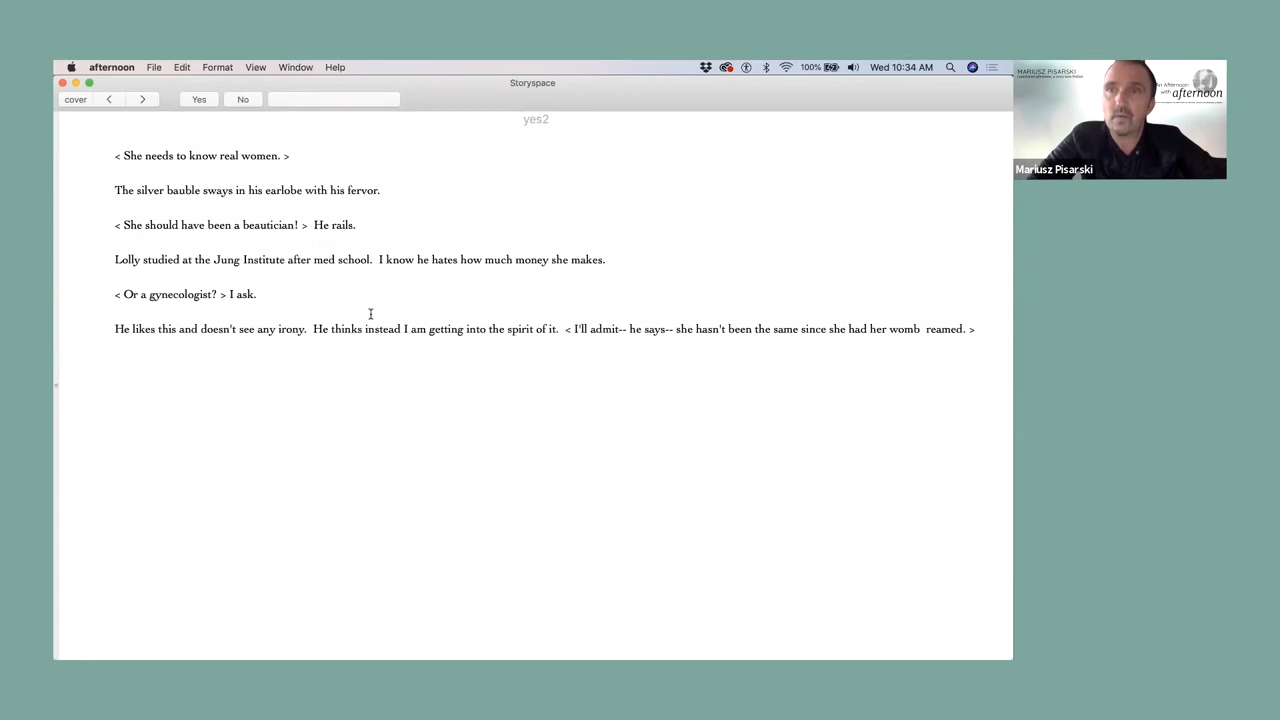 afternoon File Edit Format View Window Help 100% Wed 10:34 AM
Storyspace
cover Yes No
yes2
< She needs to know real women. >
The silver bauble sways in his earlobe with his fervor.
< She should have been a beautician! > He rails.
Lolly studied at the Jung Institute after med school. I know he hates how much money she makes.
< Or a gynecologist? > I ask.
He likes this and doesn't see any irony. He thinks instead I am getting into the spirit of it. < I'll admit-- he says-- she hasn't been the same since she had her womb reamed. >
MARIUSZ PISARSKI
An Afternoon
with afternoon
Mariusz Pisarski